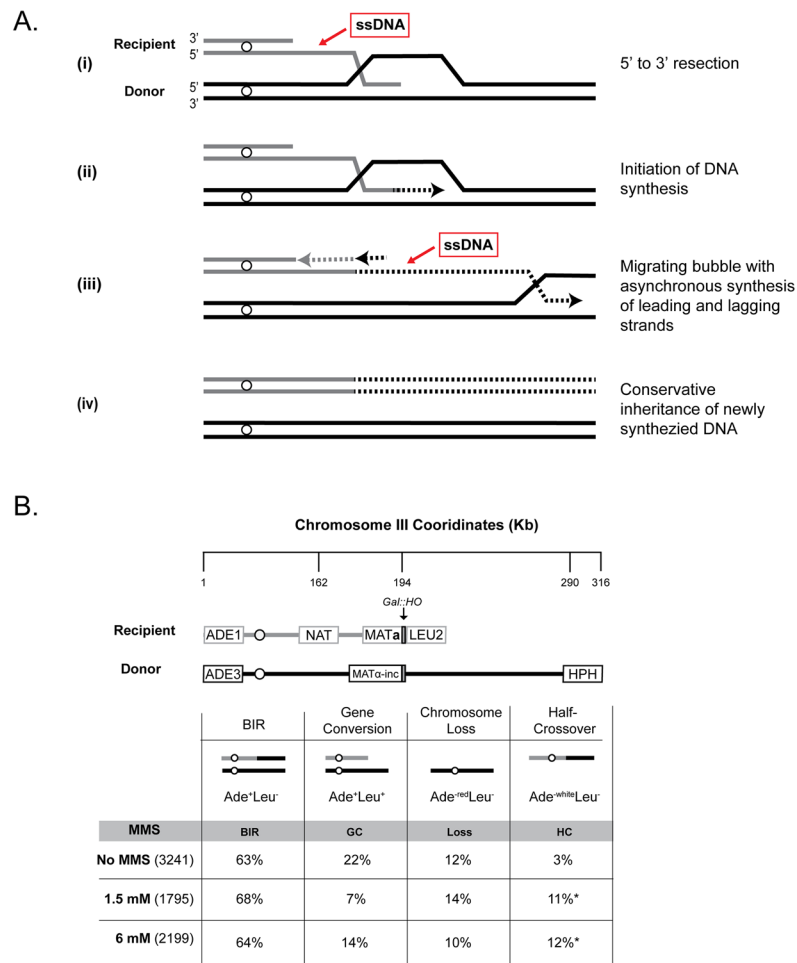 A.
ssDNA
Recipient
3'
5'
(i)
5' to 3' resection
Donor
5'
3'
(ii)
Initiation of DNA
synthesis
ssDNA
(iii)
Migrating bubble with
asynchronous synthesis
of leading and lagging
strands
(iv)
Conservative
inheritance of newly
synthezied DNA
B.
Chromosome III Cooridinates (Kb)
1 162 194 290 316
Gal::HO
Recipient ADE1 NAT MATa LEU2
Donor ADE3 MATα-inc HPH
BIR Gene Conversion Chromosome Loss Half-Crossover
Ade+Leu- Ade+Leu+ Ade-redLeu- Ade-whiteLeu-
MMS BIR GC Loss HC
No MMS (3241) 63% 22% 12% 3%
1.5 mM (1795) 68% 7% 14% 11%*
6 mM (2199) 64% 14% 10% 12%*